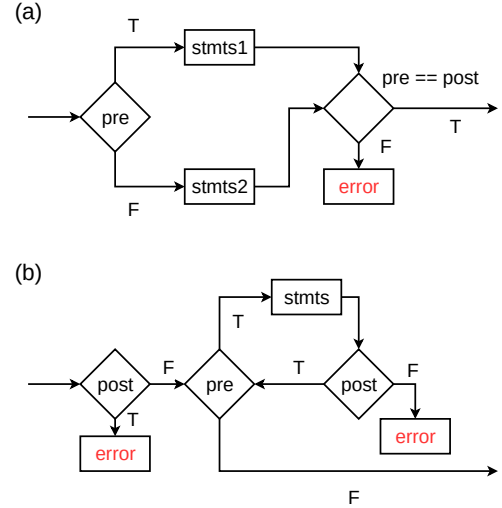 (a)
T
stmts1
pre == post
pre
T
F
stmts2
F
error
(b)
stmts
T
post
F
pre
T
post
F
T
error
error
F